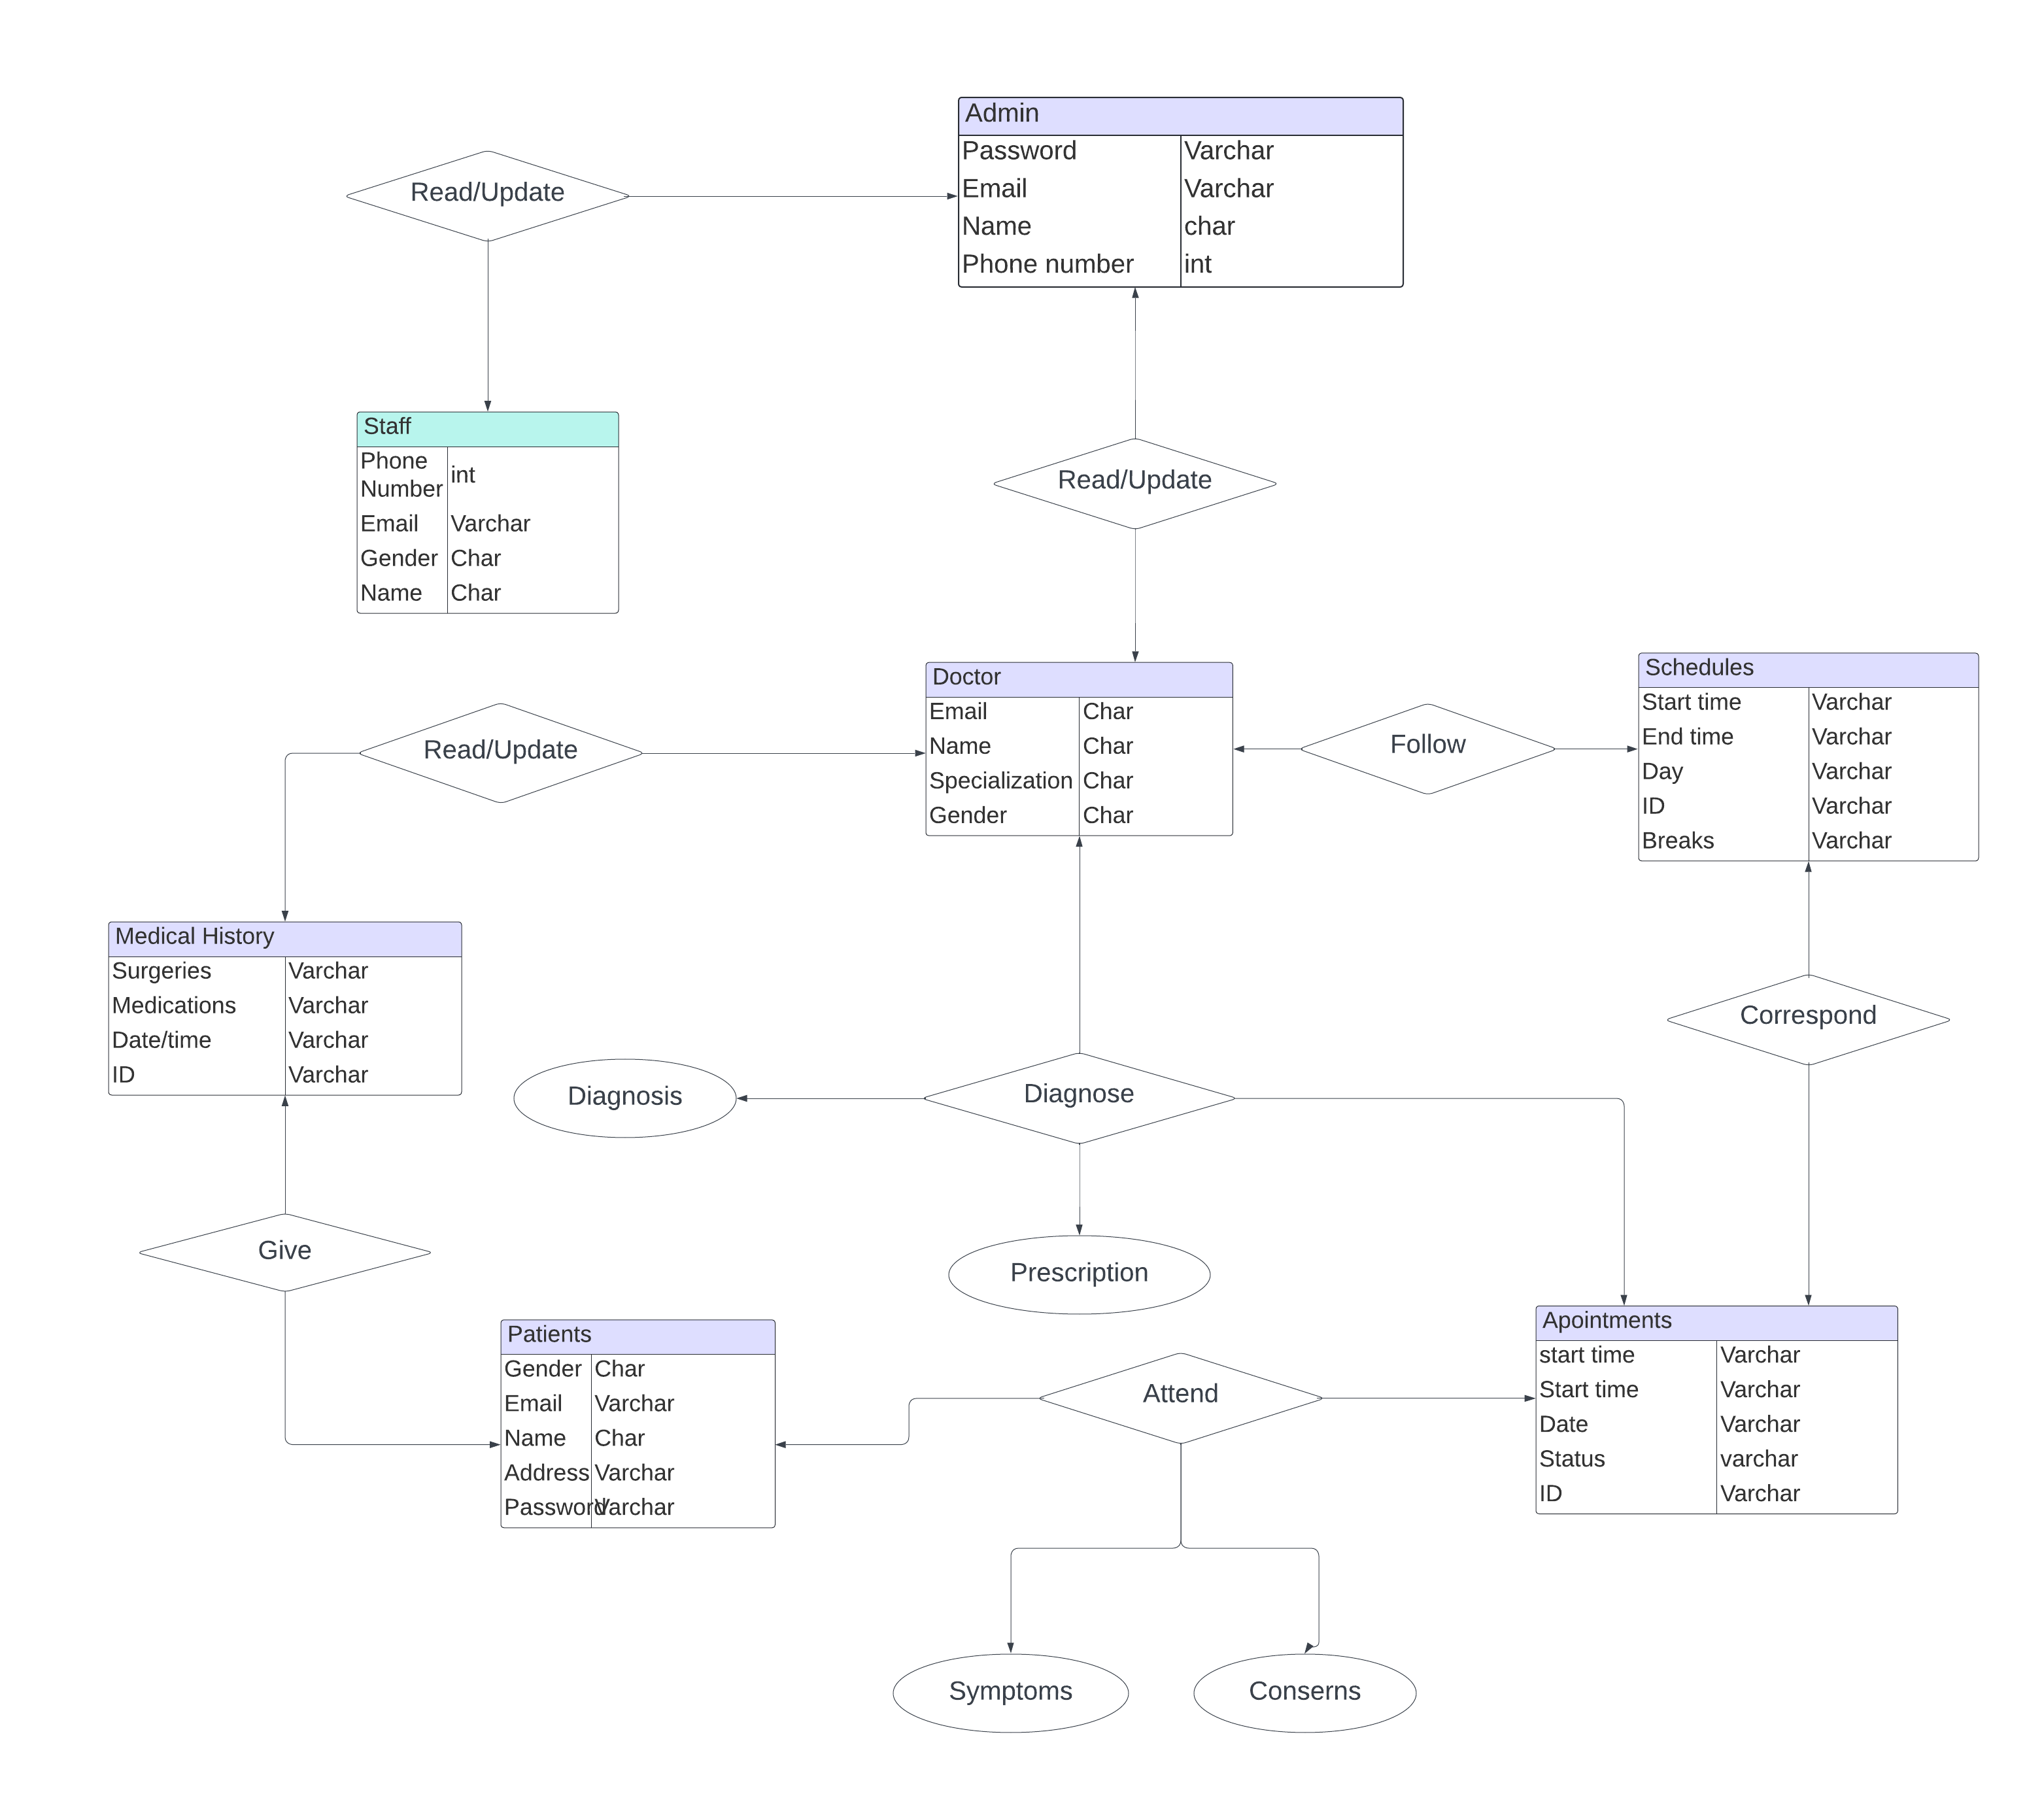 Admin
Password Varchar
Email Varchar
Name char
Phone number int
Read/Update
Staff
Phone
Number int
Email Varchar
Gender Char
Name Char
Read/Update
Doctor
Email Char
Name Char
Specialization Char
Gender Char
Schedules
Start time Varchar
End time Varchar
Day Varchar
ID Varchar
Breaks Varchar
Read/Update
Follow
Medical History
Surgeries Varchar
Medications Varchar
Date/time Varchar
ID Varchar
Correspond
Diagnosis
Diagnose
Give
Prescription
Patients
Gender Char
Email Varchar
Name Char
Address Varchar
Password Varchar
Attend
Apointments
start time Varchar
Start time Varchar
Date Varchar
Status varchar
ID Varchar
Symptoms
Conserns